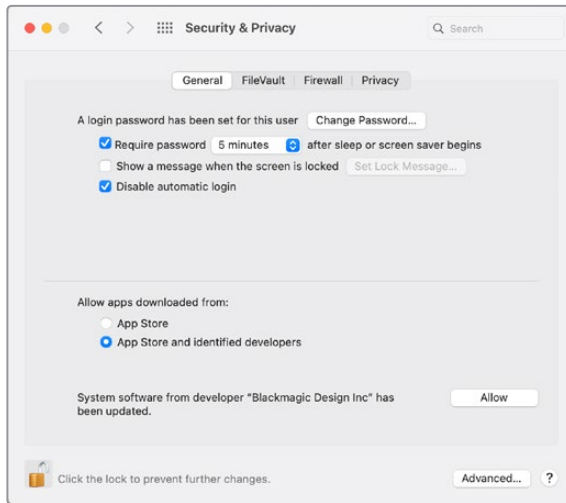 Security & Privacy
Search
General FileVault Firewall Privacy
A login password has been set for this user Change Password...
Require password 5 minutes after sleep or screen saver begins
Show a message when the screen is locked Set Lock Message...
Disable automatic login
Allow apps downloaded from:
App Store
App Store and identified developers
System software from developer "Blackmagic Design Inc" has
been updated.
Allow
Click the lock to prevent further changes.
Advanced... ?